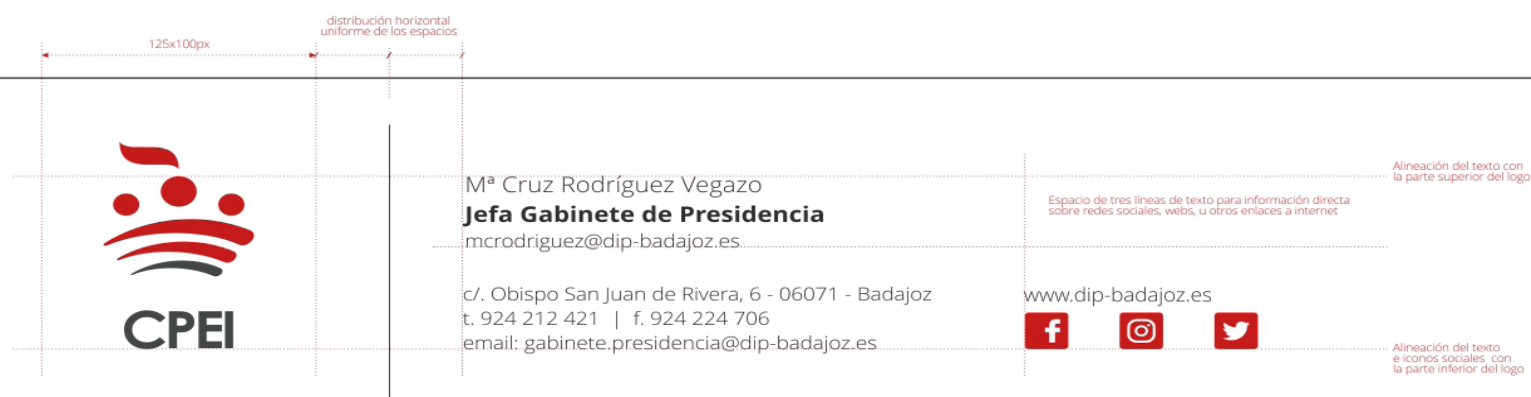 distribución horizontal
uniforme de los espacios
125x100px
Alineación del texto con
la parte superior del logo
Mª Cruz Rodríguez Vegazo
Jefa Gabinete de Presidencia
mcrodriguez@dip-badajoz.es
Espacio de tres líneas de texto para información directa
sobre redes sociales, webs, u otros enlaces a internet
c/. Obispo San Juan de Rivera, 6 - 06071 - Badajoz
t. 924 212 421 | f. 924 224 706
email: gabinete.presidencia@dip-badajoz.es
www.dip-badajoz.es
CPEI
Alineación del texto
e iconos sociales con
la parte inferior del logo